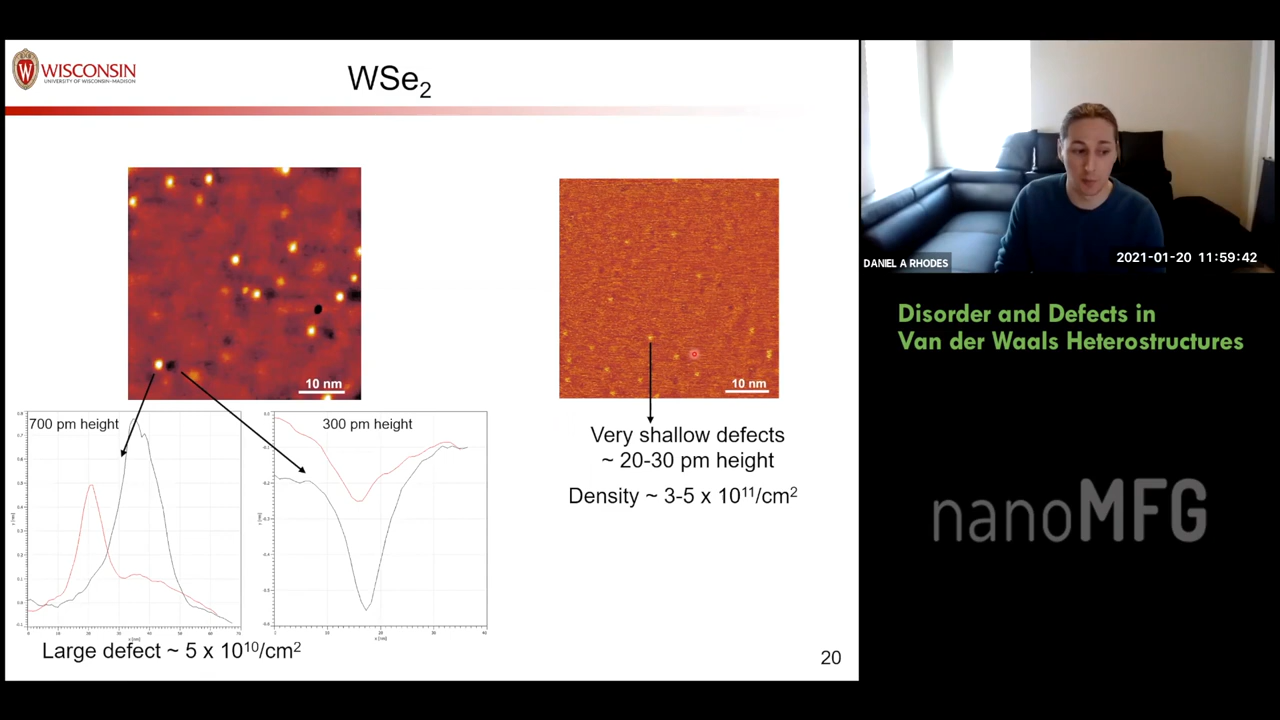 WISCONSIN
UNIVERSITY OF WISCONSIN–MADISON
WSe2
10 nm
10 nm
700 pm height
300 pm height
Very shallow defects
~ 20-30 pm height
Density ~ 3-5 x 10¹¹/cm²
Large defect ~ 5 x 10¹⁰/cm²
20
DANIEL A RHODES
2021-01-20 11:59:42
Disorder and Defects in
Van der Waals Heterostructures
nanoMFG